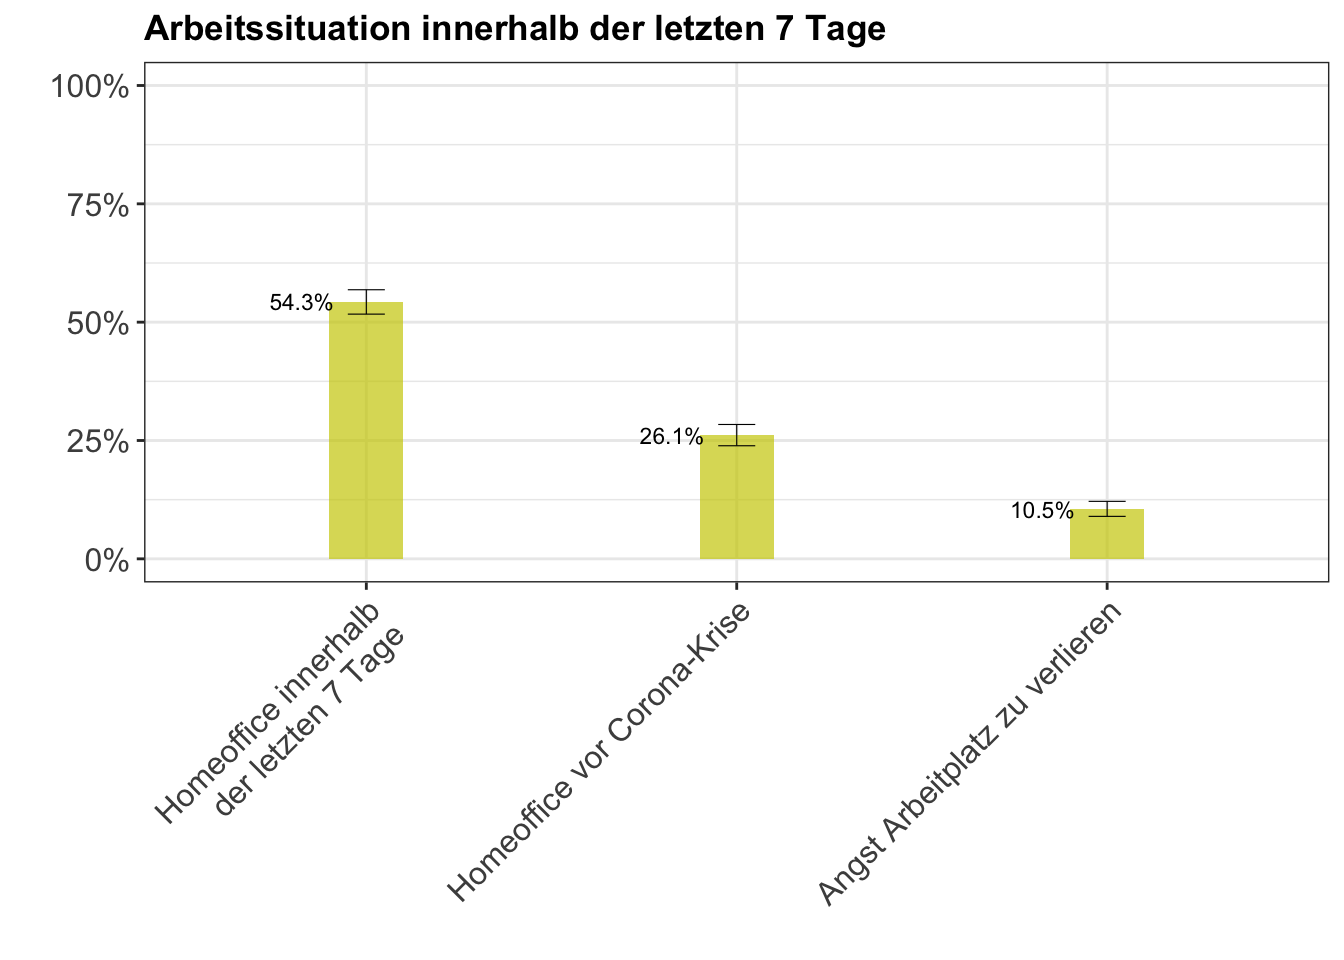 Arbeitssituation innerhalb der letzten 7 Tage
100%
75%
50%
25%
0%
54.3%
26.1%
10.5%
Homeoffice innerhalb
der letzten 7 Tage
Homeoffice vor Corona-Krise
Angst Arbeitplatz zu verlieren